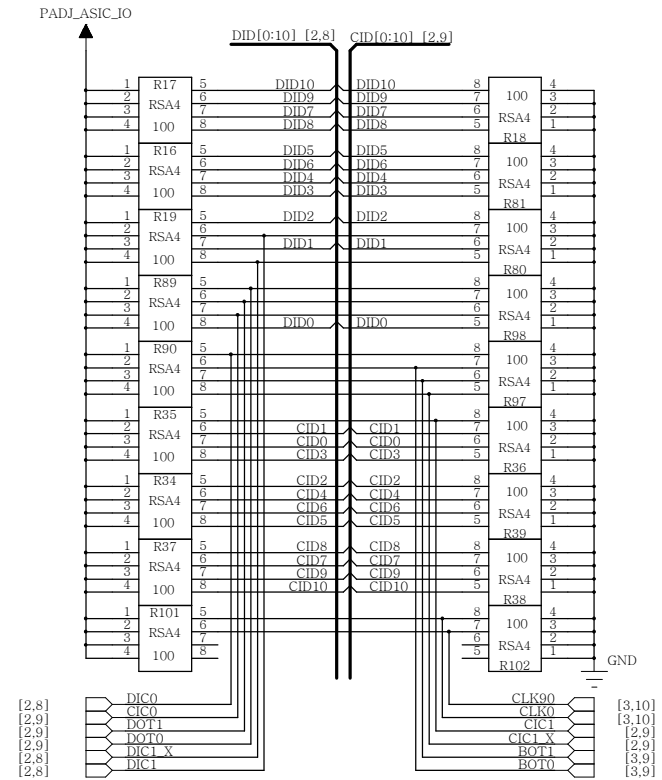 PADJ_ASIC_IO
DID[0:10] [2,8] CID[0:10] [2,9]
1 R17 5 DID10 DID10 8 100 4
2 RSA4 6 DID9 DID9 7 3
3 7 DID7 DID7 6 RSA4 2
4 100 8 DID8 DID8 5 R18 1
1 R16 5 DID5 DID5 8 100 4
2 RSA4 6 DID6 DID6 7 3
3 7 DID4 DID4 6 RSA4 2
4 100 8 DID3 DID3 5 R81 1
1 R19 5 DID2 DID2 8 100 4
2 RSA4 6 7 3
3 7 DID1 DID1 6 RSA4 2
4 100 8 5 R80 1
1 R89 5 8 100 4
2 RSA4 6 7 3
3 7 6 RSA4 2
4 100 8 DID0 DID0 5 R98 1
1 R90 5 8 100 4
2 RSA4 6 7 3
3 7 6 RSA4 2
4 100 8 5 R97 1
1 R35 5 8 100 4
2 RSA4 6 CID1 CID1 7 3
3 7 CID0 CID0 6 RSA4 2
4 100 8 CID3 CID3 5 R36 1
1 R34 5 CID2 CID2 8 100 4
2 RSA4 6 CID4 CID4 7 3
3 7 CID6 CID6 6 RSA4 2
4 100 8 CID5 CID5 5 R39 1
1 R37 5 CID8 CID8 8 100 4
2 RSA4 6 CID7 CID7 7 3
3 7 CID9 CID9 6 RSA4 2
4 100 8 CID10 CID10 5 R38 1
1 R101 5 8 100 4
2 RSA4 6 7 3
3 7 6 RSA4 2
4 100 8 5 R102 1
GND
[2,8] DIC0 CLK90 [3,10]
[2,9] CIC0 CLK0 [3,10]
[2,9] DOT1 CIC1 [2,9]
[2,9] DOT0 CIC1_X [2,9]
[2,8] DIC1_X BOT1 [3,9]
[2,8] DIC1 BOT0 [3,9]